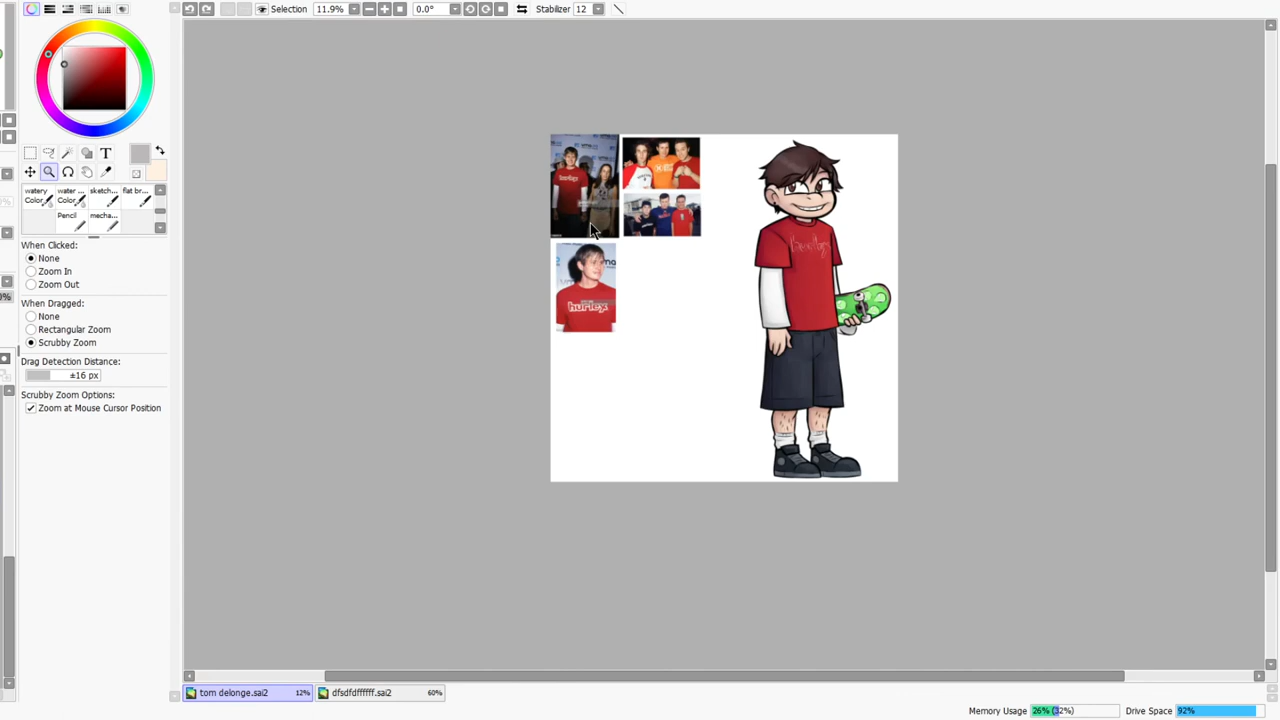 Selection
11.9%
0.0°
Stabilizer 12
T
watery
Color
water ...
Color
sketch...
flat br...
Pencil
mecha...
When Clicked:
None
Zoom In
Zoom Out
When Dragged:
None
Rectangular Zoom
Scrubby Zoom
Drag Detection Distance:
±16 px
Scrubby Zoom Options:
Zoom at Mouse Cursor Position
hurley
hurley
tom delonge.sai2 12%
dfsdfdffffff.sai2 60%
Memory Usage 26% (32%)
Drive Space 92%